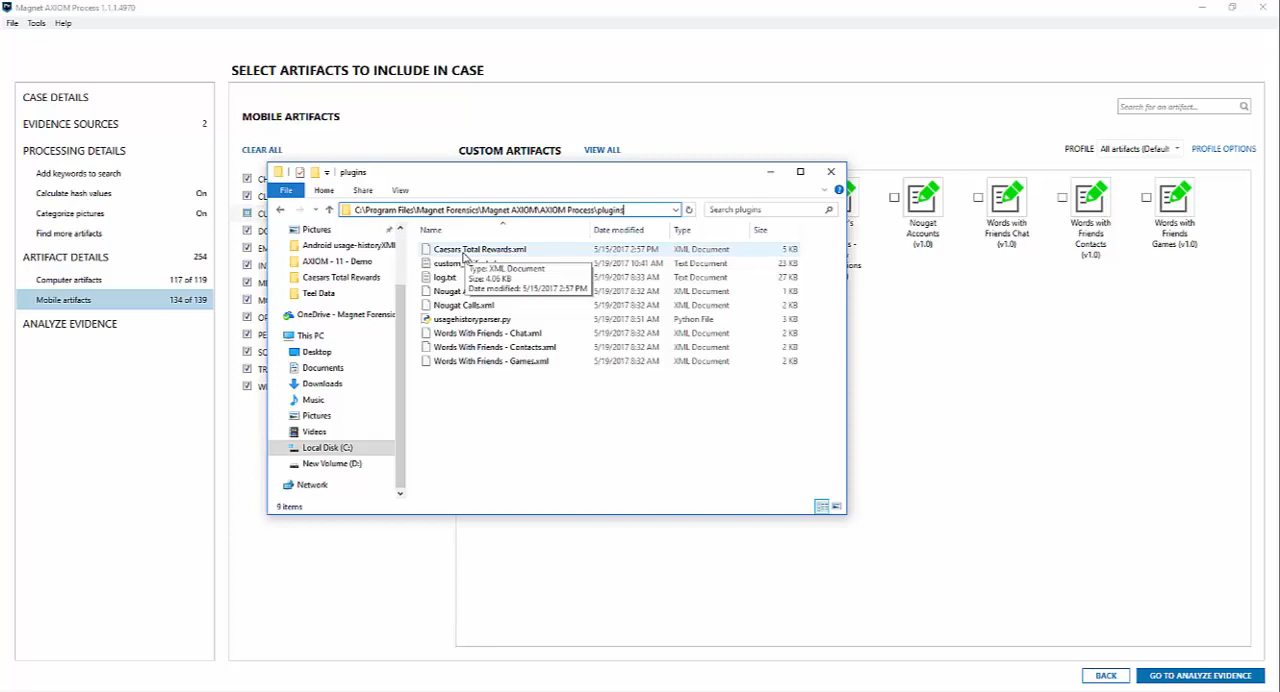 Magnet AXIOM Process 1.1.1.4970
File Tools Help
SELECT ARTIFACTS TO INCLUDE IN CASE
CASE DETAILS
EVIDENCE SOURCES 2
PROCESSING DETAILS
Add keywords to search
Calculate hash values On
Categorize pictures On
Find more artifacts
ARTIFACT DETAILS 254
Computer artifacts 117 of 119
Mobile artifacts 134 of 139
ANALYZE EVIDENCE
Search for an artifact...
MOBILE ARTIFACTS
CLEAR ALL
CUSTOM ARTIFACTS VIEW ALL
PROFILE All artifacts (Default PROFILE OPTIONS
plugins
File Home Share View
C:\Program Files\Magnet Forensics\Magnet AXIOM\AXIOM Process\plugins
Search plugins
Pictures
Android usage-historyXMl
AXIOM - 11 - Demo
Caesars Total Rewards
Teel Data
OneDrive - Magnet Forensic
This PC
Desktop
Documents
Downloads
Music
Pictures
Videos
Local Disk (C:)
New Volume (D:)
Network
Name Date modified Type Size
Caesars Total Rewards.xml 5/15/2017 2:57 PM XML Document 5 KB
custom 5/19/2017 10:41 AM Text Document 23 KB
log.txt 5/19/2017 8:33 AM Text Document 27 KB
Nougat 5/19/2017 8:32 AM XML Document 1 KB
Nougat Calls.xml 5/19/2017 8:32 AM XML Document 2 KB
usagehistoryparser.py 5/19/2017 8:51 AM Python File 3 KB
Words With Friends - Chat.xml 5/19/2017 8:32 AM XML Document 2 KB
Words With Friends - Contacts.xml 5/19/2017 8:32 AM XML Document 2 KB
Words With Friends - Games.xml 5/19/2017 8:32 AM XML Document 2 KB
Type: XML Document
Size: 4.06 KB
Date modified: 5/15/2017 2:57 PM
9 items
Nougat
Accounts
(v1.0)
Words with
Friends Chat
(v1.0)
Words with
Friends
Contacts
(v1.0)
Words with
Friends
Games (v1.0)
BACK GO TO ANALYZE EVIDENCE